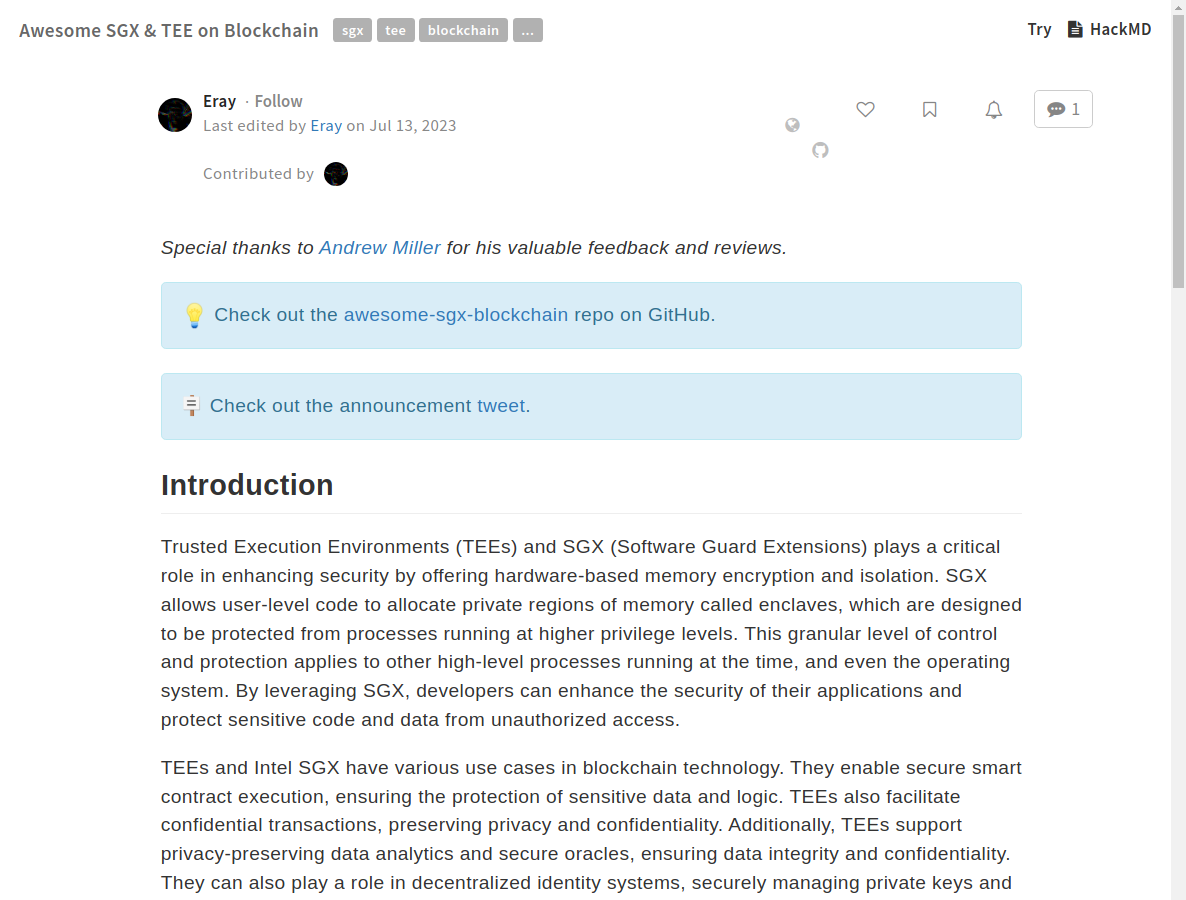 Awesome SGX & TEE on Blockchain sgx tee blockchain ... Try HackMD
Eray · Follow
Last edited by Eray on Jul 13, 2023
1
Contributed by
Special thanks to Andrew Miller for his valuable feedback and reviews.
Check out the awesome-sgx-blockchain repo on GitHub.
Check out the announcement tweet.
Introduction
Trusted Execution Environments (TEEs) and SGX (Software Guard Extensions) plays a critical
role in enhancing security by offering hardware-based memory encryption and isolation. SGX
allows user-level code to allocate private regions of memory called enclaves, which are designed
to be protected from processes running at higher privilege levels. This granular level of control
and protection applies to other high-level processes running at the time, and even the operating
system. By leveraging SGX, developers can enhance the security of their applications and
protect sensitive code and data from unauthorized access.
TEEs and Intel SGX have various use cases in blockchain technology. They enable secure smart
contract execution, ensuring the protection of sensitive data and logic. TEEs also facilitate
confidential transactions, preserving privacy and confidentiality. Additionally, TEEs support
privacy-preserving data analytics and secure oracles, ensuring data integrity and confidentiality.
They can also play a role in decentralized identity systems, securely managing private keys and